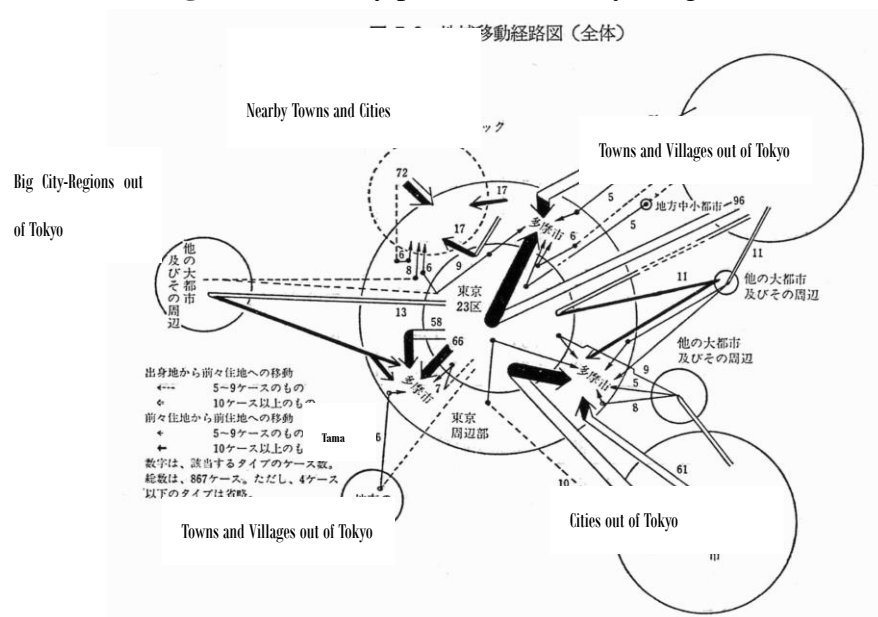 移動経路図（全体）
Nearby Towns and Cities
ック
Towns and Villages out of Tokyo
Big City-Regions out
of Tokyo
72
17
5
地方中小都市
96
17
多摩市
6
5
11
他の大都市
及びその周辺
6
8
6
9
東京
23区
11
他の大都市
及びその周辺
13
58
66
他の大都市
及びその周辺
9
5
8
多摩市
7
多摩市
東京
周辺部
出身地から前々住地への移動
5〜9ケースのもの
10ケース以上のもの
前々住地から前住地への移動
5〜9ケースのもの
10ケース以上のも
数字は、該当するタイプのケース数。
総数は、867ケース。ただし、4ケース
以下のタイプは省略。
Tama
6
10
61
Towns and Villages out of Tokyo
Cities out of Tokyo
市